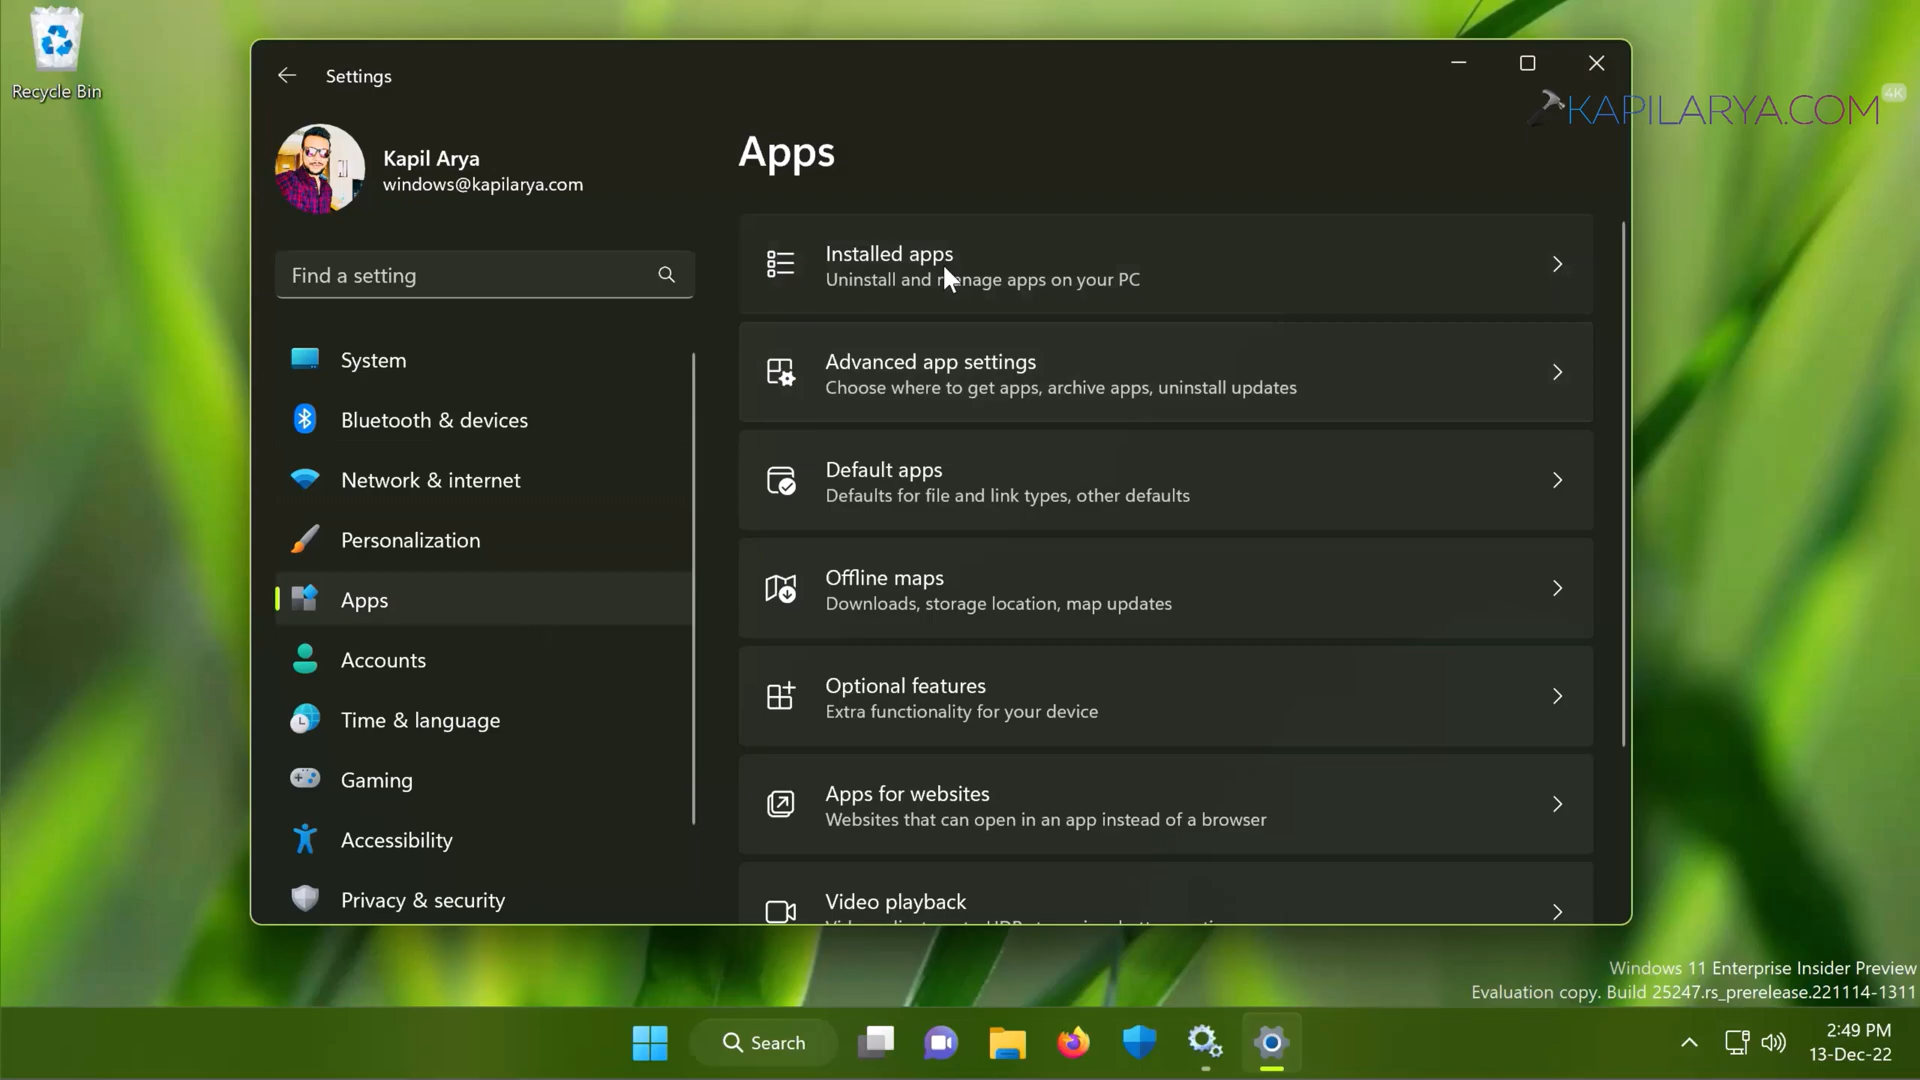 Recycle Bin
Settings
4K
KAPILARYA.COM
Kapil Arya
windows@kapilarya.com
Find a setting
System
Bluetooth & devices
Network & internet
Personalization
Apps
Accounts
Time & language
Gaming
Accessibility
Privacy & security
Apps
Installed apps
Uninstall and manage apps on your PC
Advanced app settings
Choose where to get apps, archive apps, uninstall updates
Default apps
Defaults for file and link types, other defaults
Offline maps
Downloads, storage location, map updates
Optional features
Extra functionality for your device
Apps for websites
Websites that can open in an app instead of a browser
Video playback
Windows 11 Enterprise Insider Preview
Evaluation copy. Build 25247.rs_prerelease.221114-1311
Search
2:49 PM
13-Dec-22